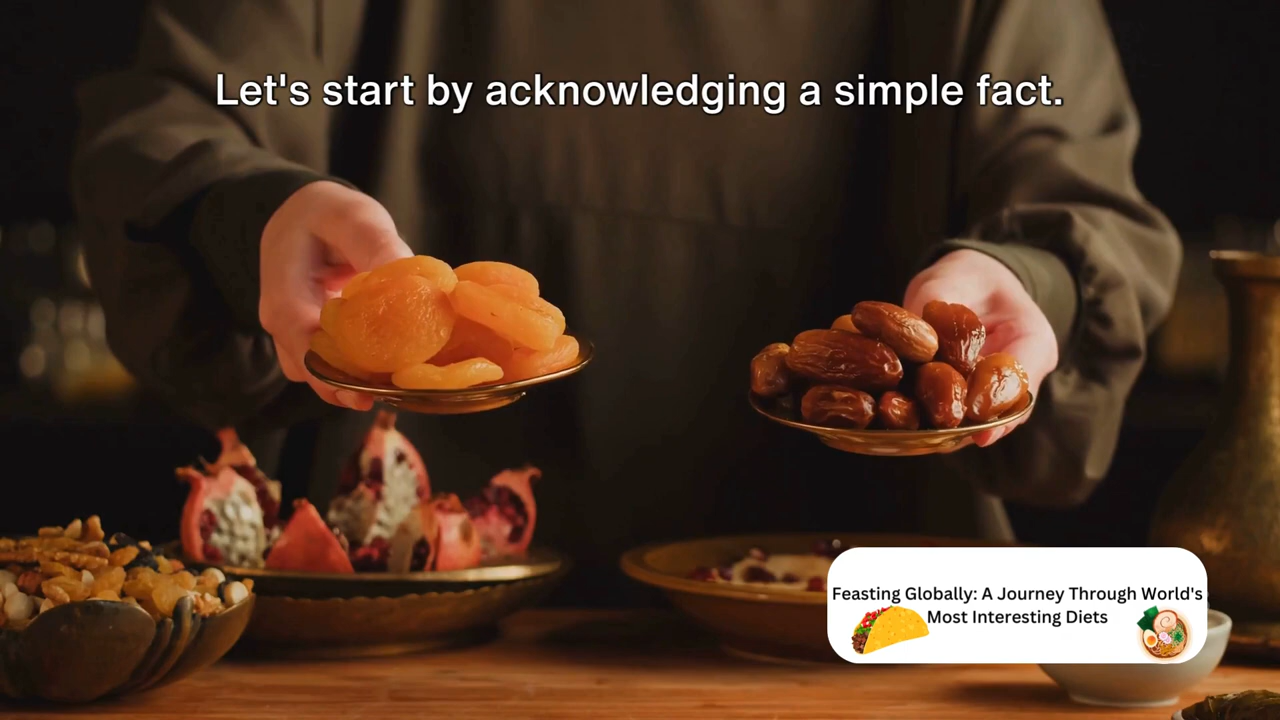 Let's start by acknowledging a simple fact.
Feasting Globally: A Journey Through World's
Most Interesting Diets